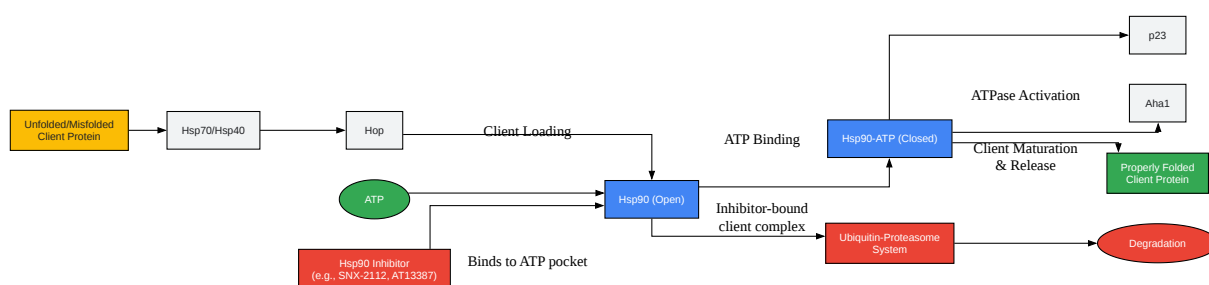 p23
ATPase Activation
Aha1
Unfolded/Misfolded
Client Protein
Hsp70/Hsp40
Hop
Client Loading
ATP Binding
Hsp90-ATP (Closed)
Client Maturation
& Release
Properly Folded
Client Protein
ATP
Hsp90 (Open)
Inhibitor-bound
client complex
Ubiquitin-Proteasome
System
Degradation
Hsp90 Inhibitor
(e.g., SNX-2112, AT13387)
Binds to ATP pocket